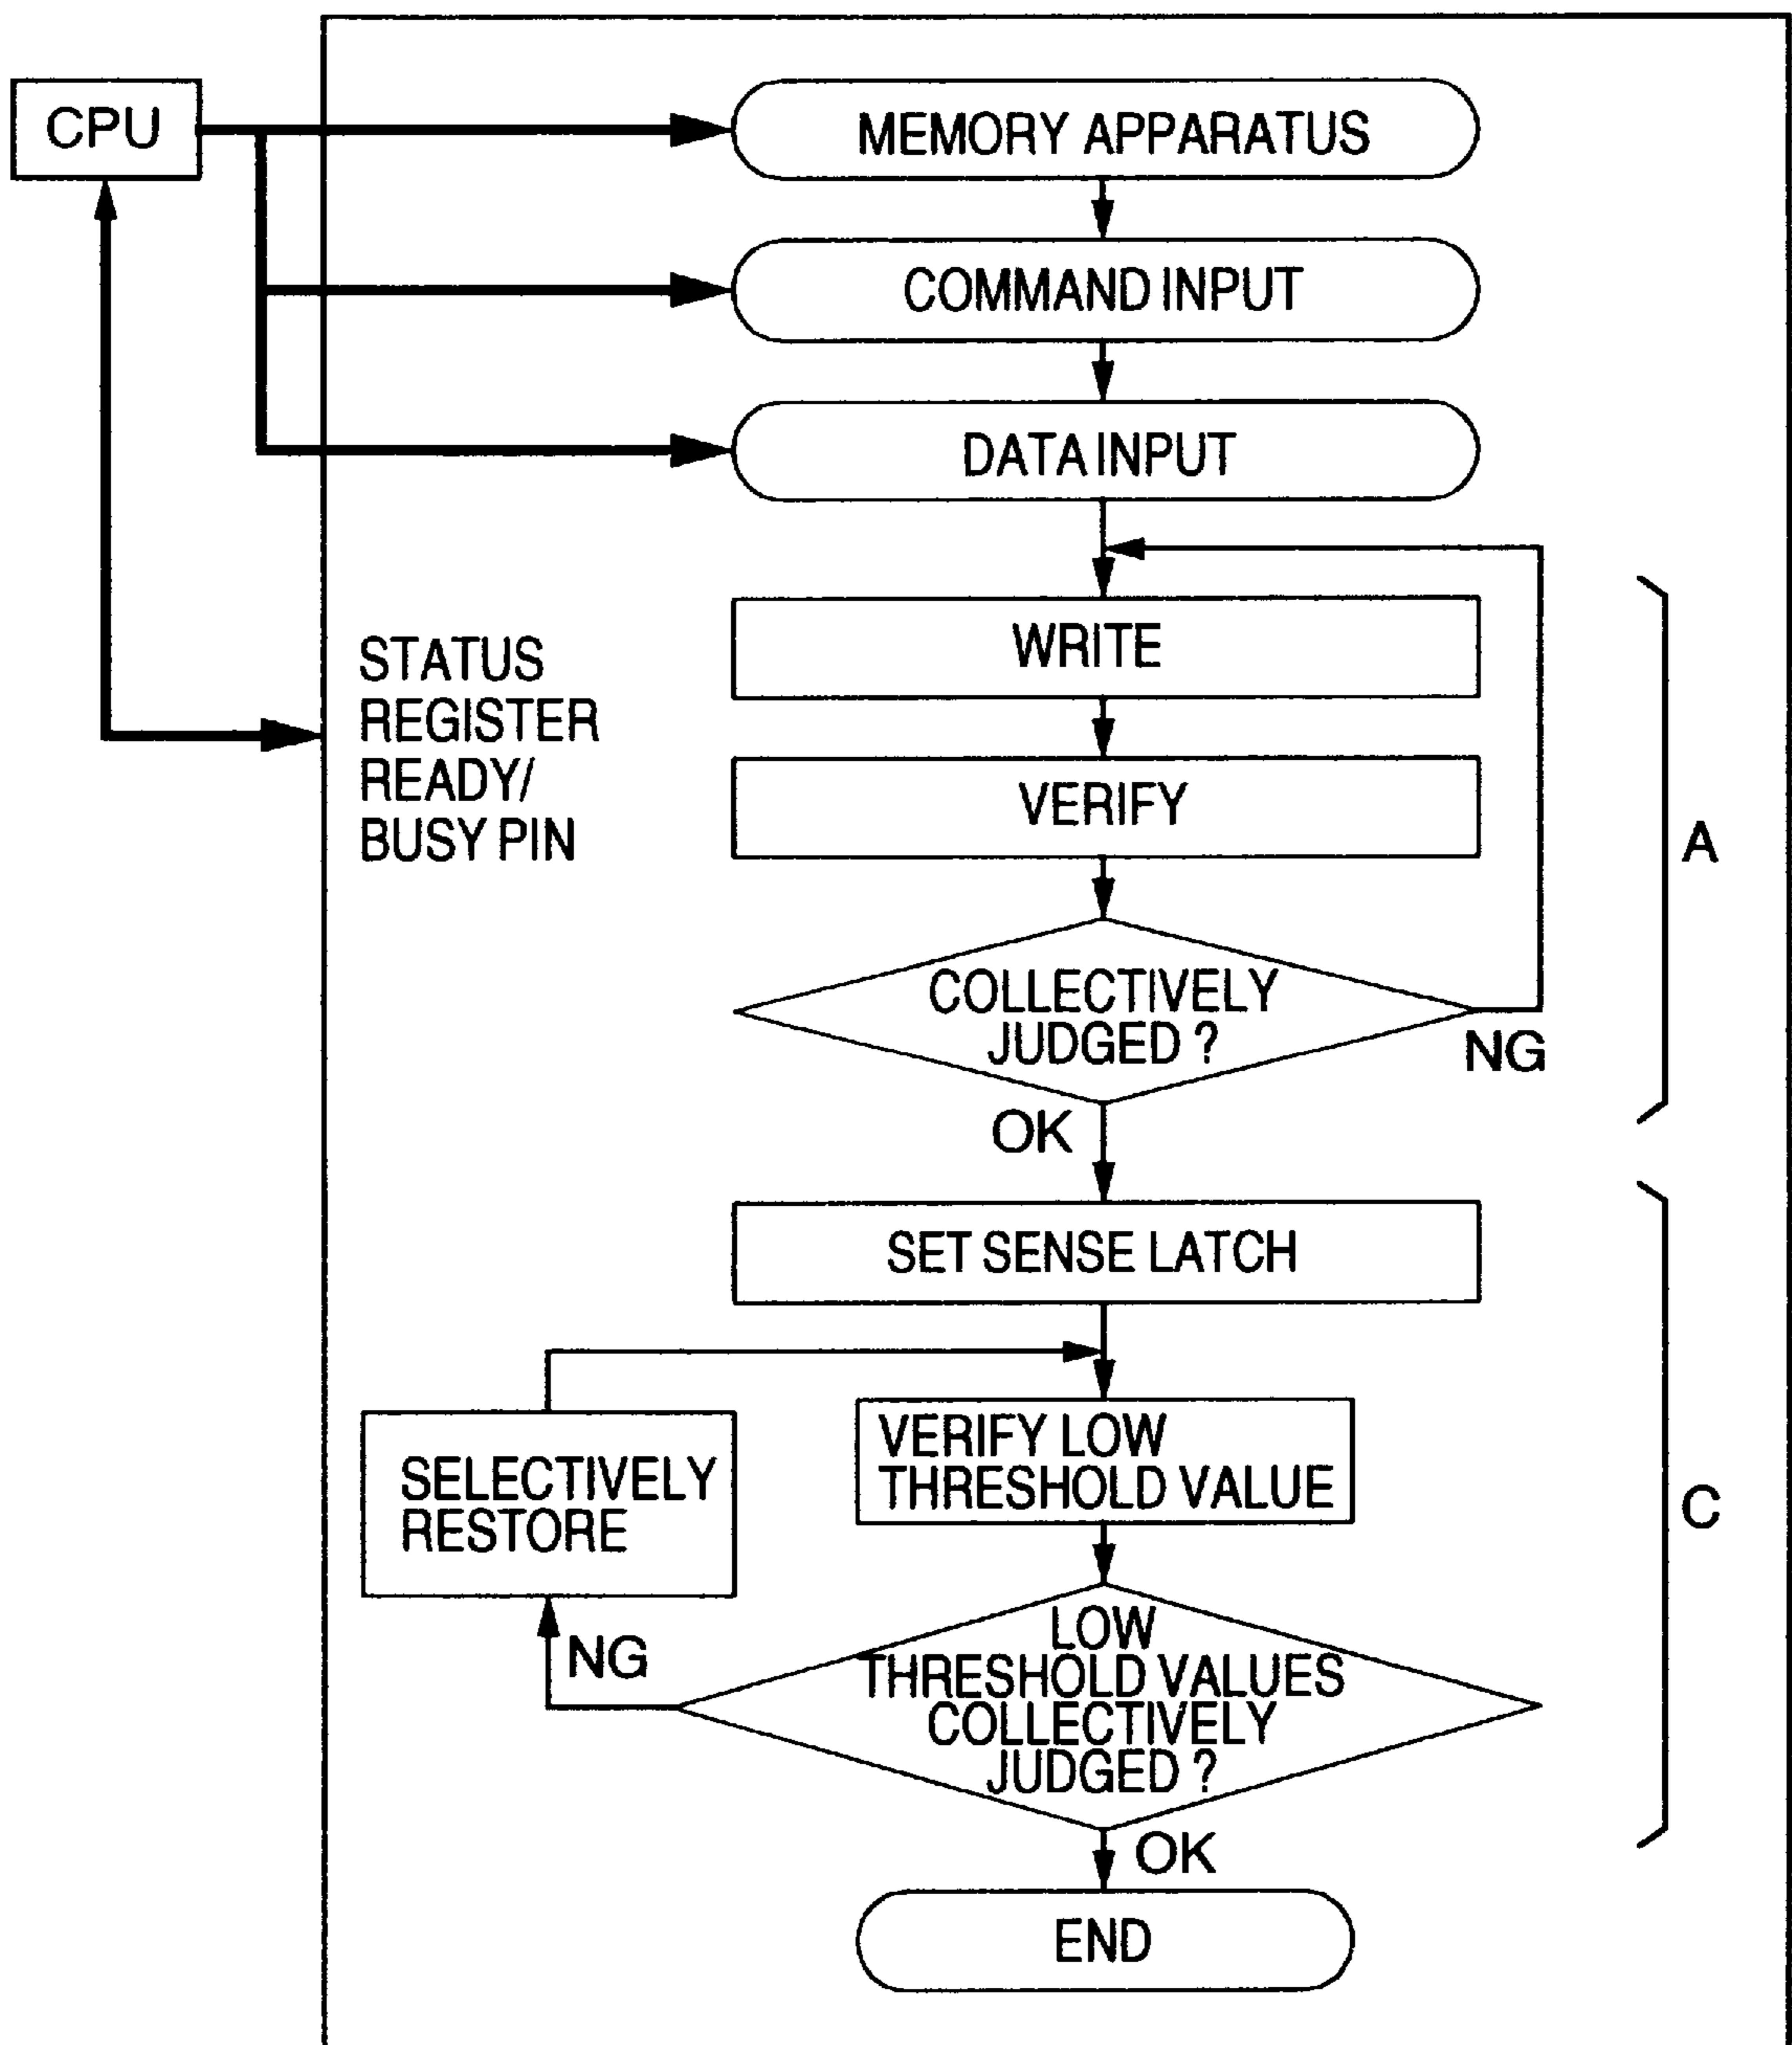 CPU
MEMORY APPARATUS
COMMAND INPUT
DATA INPUT
STATUS
REGISTER
READY/
BUSY PIN
WRITE
VERIFY
A
COLLECTIVELY
JUDGED ?
NG
OK
SET SENSE LATCH
VERIFY LOW
THRESHOLD VALUE
SELECTIVELY
RESTORE
C
NG
LOW
THRESHOLD VALUES
COLLECTIVELY
JUDGED ?
OK
END